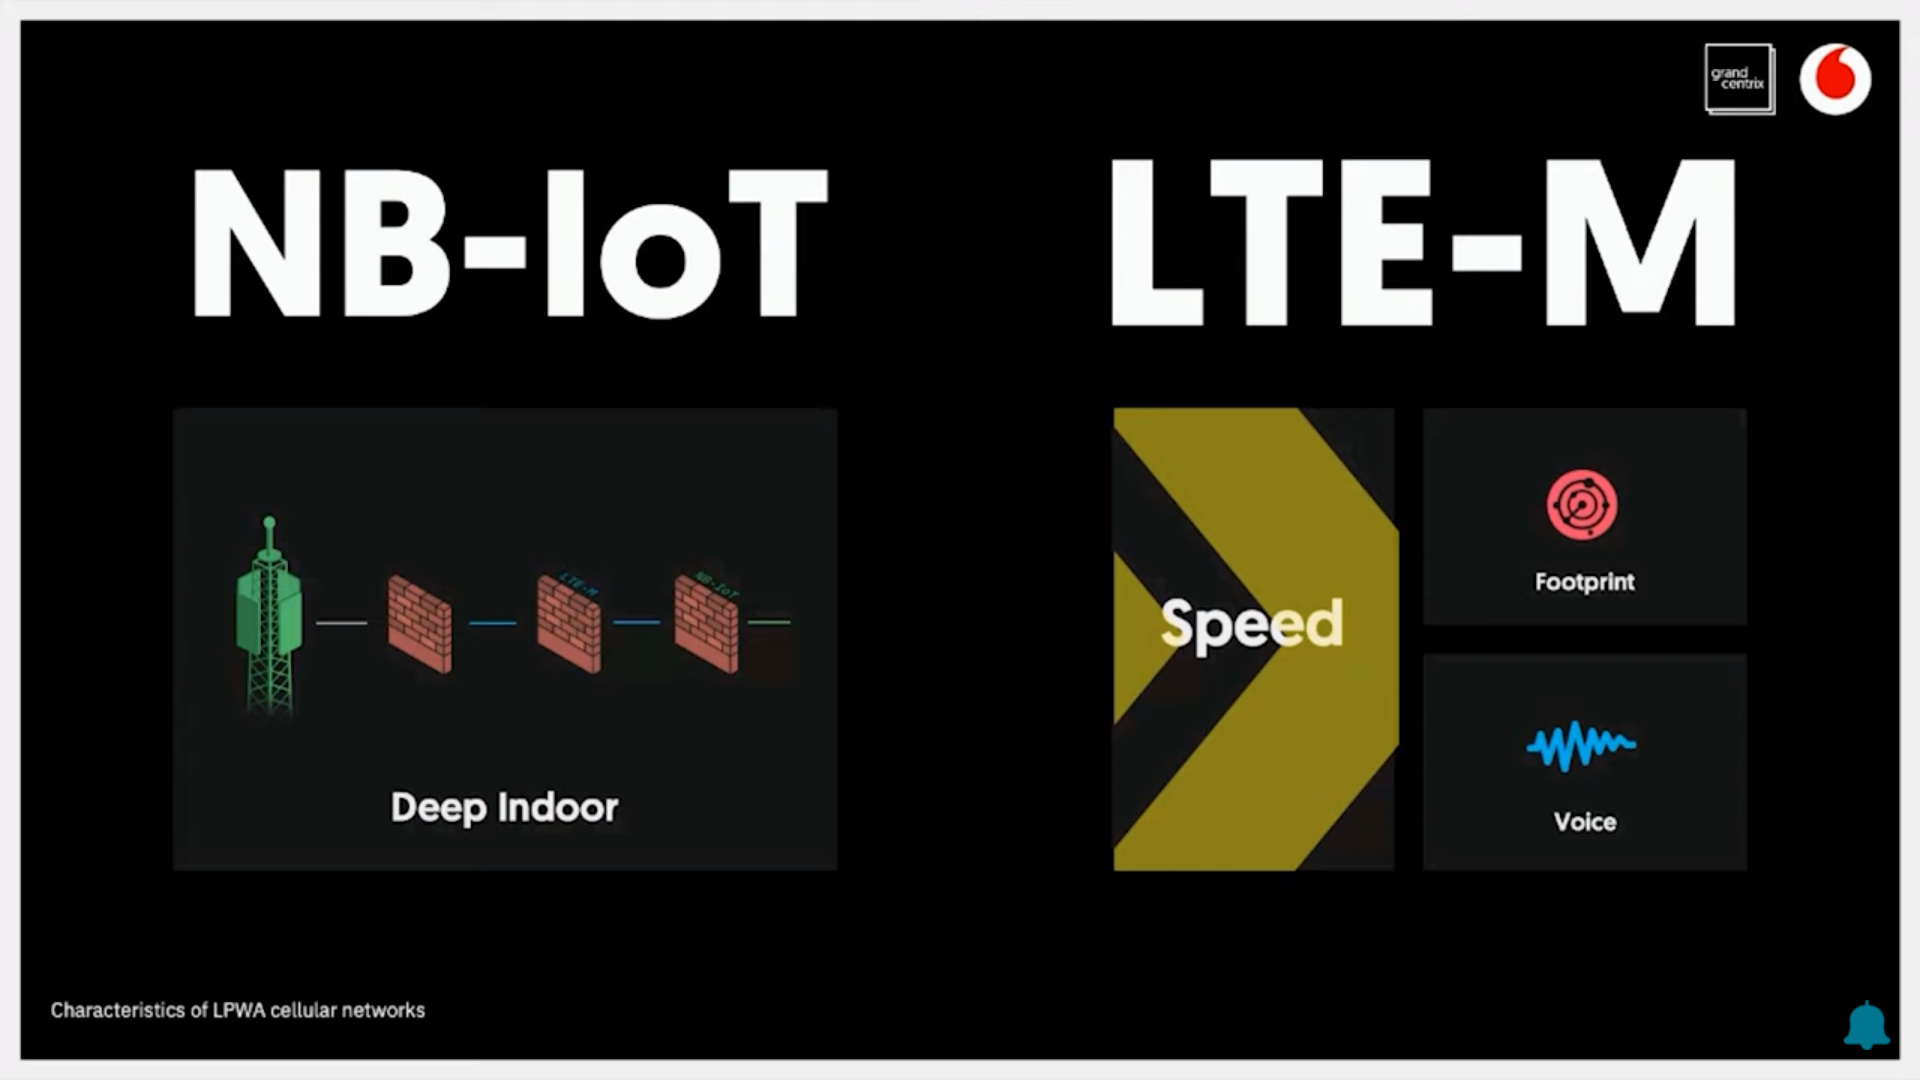 grand
centrix
NB-IoT
LTE-M
LTE-M
NB-IoT
Deep Indoor
Speed
Footprint
Voice
Characteristics of LPWA cellular networks